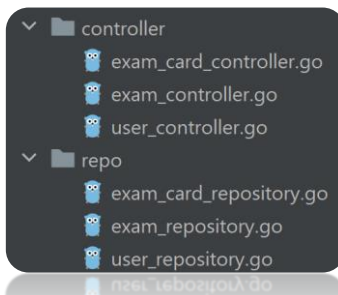 controller
exam_card_controller.go
exam_controller.go
user_controller.go
repo
exam_card_repository.go
exam_repository.go
user_repository.go